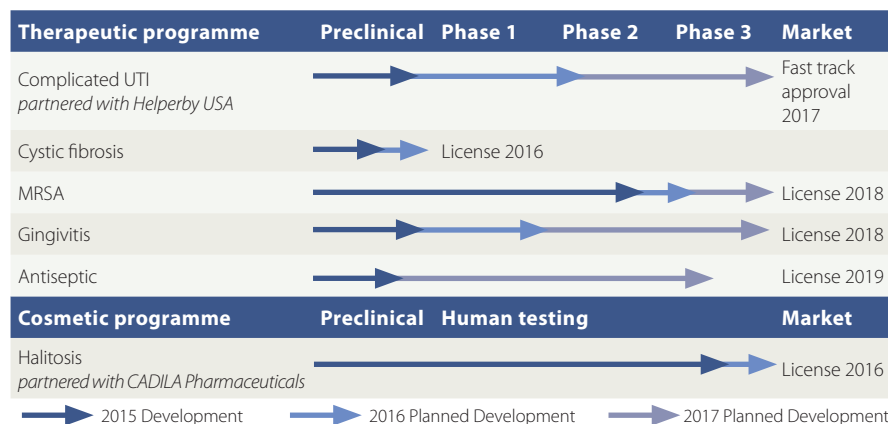 Therapeutic programme Preclinical Phase 1 Phase 2 Phase 3 Market
Complicated UTI
partnered with Helperby USA
Fast track
approval
2017
Cystic fibrosis License 2016
MRSA License 2018
Gingivitis License 2018
Antiseptic License 2019
Cosmetic programme Preclinical Human testing Market
Halitosis
partnered with CADILA Pharmaceuticals
License 2016
2015 Development 2016 Planned Development 2017 Planned Development